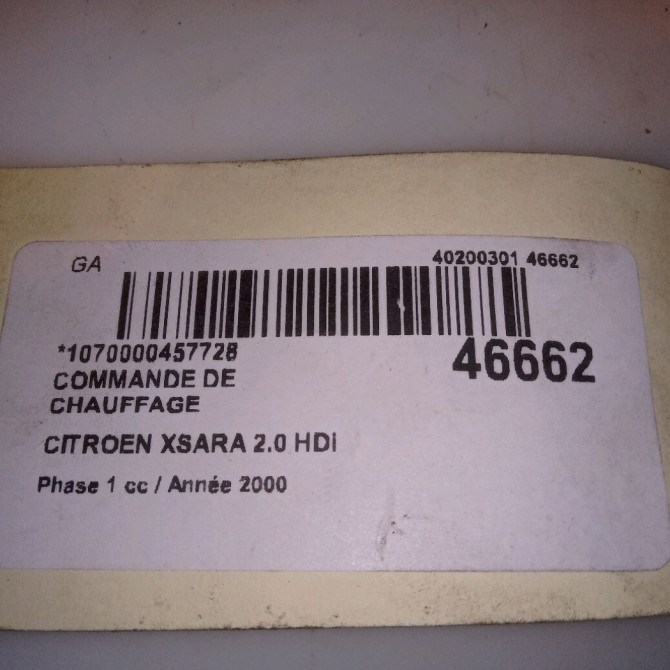 GA
40200301 46662
*1070000457728
46662
COMMANDE DE
CHAUFFAGE
CITROEN XSARA 2.0 HDi
Phase 1 cc / Année 2000